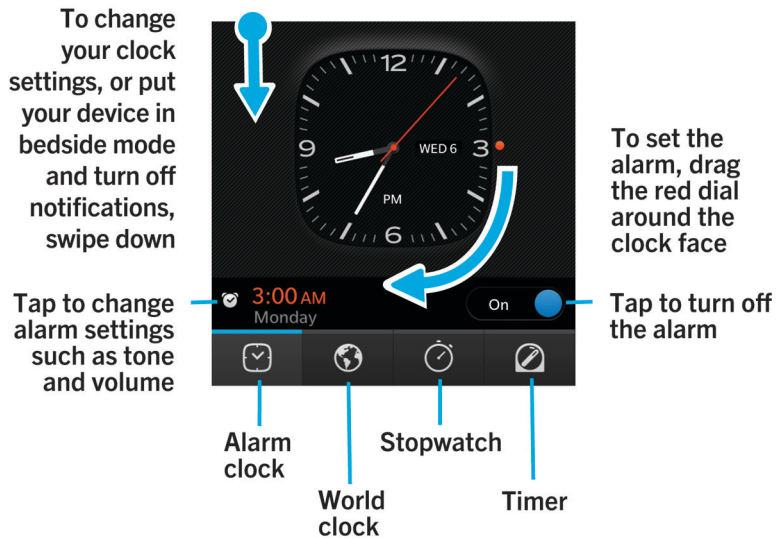 To change
your clock
settings, or put
your device in
bedside mode
and turn off
notifications,
swipe down
12
9
WED 6
3
PM
6
To set the
alarm, drag
the red dial
around the
clock face
Tap to change
alarm settings
such as tone
and volume
3:00 AM
Monday
On
Tap to turn off
the alarm
Alarm
clock
World
clock
Stopwatch
Timer